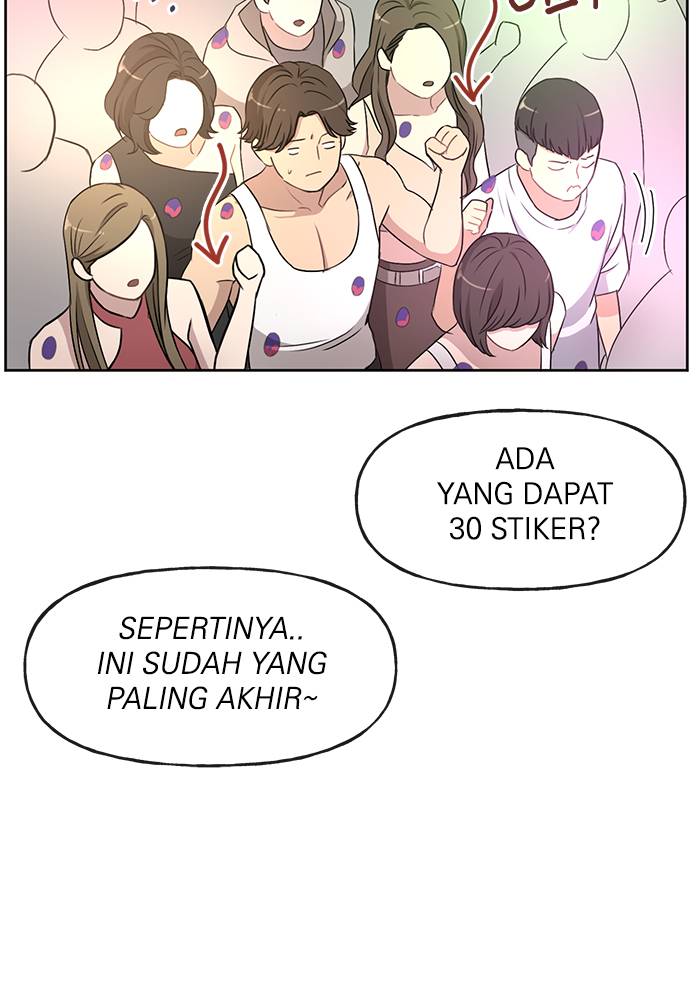 ADA
YANG DAPAT
30 STIKER?
SEPERTINYA..
INI SUDAH YANG
PALING AKHIR~